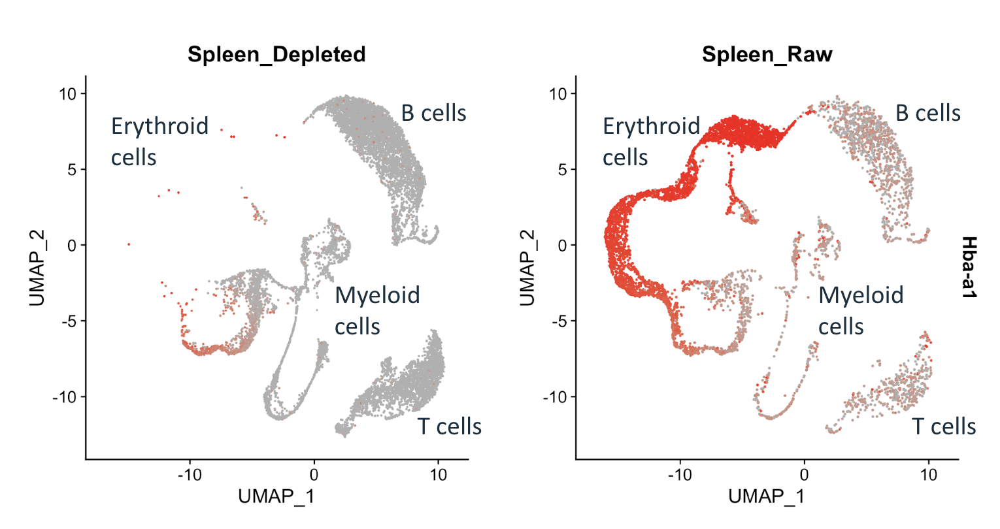 Spleen_Depleted
Spleen_Raw
10
5
0
-5
-10
UMAP_2
Erythroid
cells
B cells
Myeloid
cells
T cells
-10
0
10
UMAP_1
10
5
0
-5
-10
UMAP_2
Erythroid
cells
B cells
Myeloid
cells
T cells
-10
0
10
UMAP_1
Hba-a1